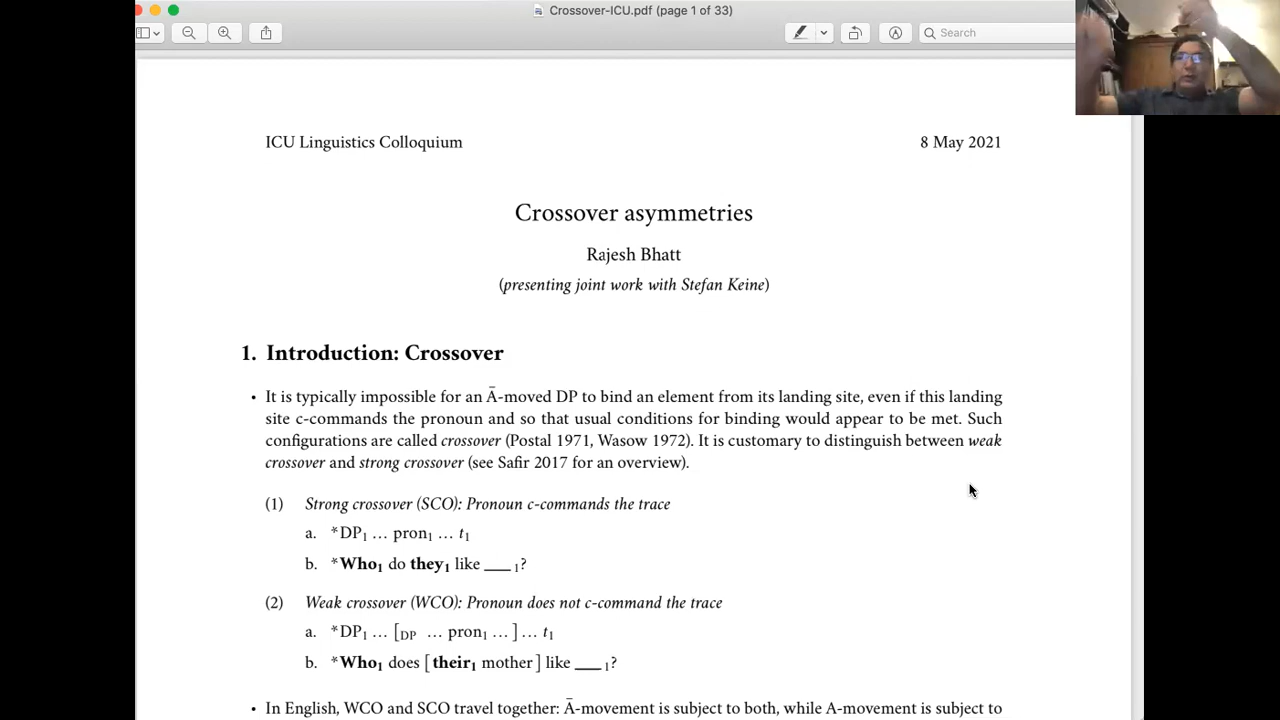 Crossover-ICU.pdf (page 1 of 33)
Search
ICU Linguistics Colloquium 8 May 2021
Crossover asymmetries
Rajesh Bhatt
(presenting joint work with Stefan Keine)
1. Introduction: Crossover
• It is typically impossible for an Ā-moved DP to bind an element from its landing site, even if this landing
site c-commands the pronoun and so that usual conditions for binding would appear to be met. Such
configurations are called crossover (Postal 1971, Wasow 1972). It is customary to distinguish between weak
crossover and strong crossover (see Safir 2017 for an overview).
(1) Strong crossover (SCO): Pronoun c-commands the trace
a. *DP₁ … pron₁ … t₁
b. *Who₁ do they₁ like ___ ₁?
(2) Weak crossover (WCO): Pronoun does not c-command the trace
a. *DP₁ … [DP … pron₁ … ] … t₁
b. *Who₁ does [ their₁ mother ] like ___ ₁?
• In English, WCO and SCO travel together: Ā-movement is subject to both, while A-movement is subject to